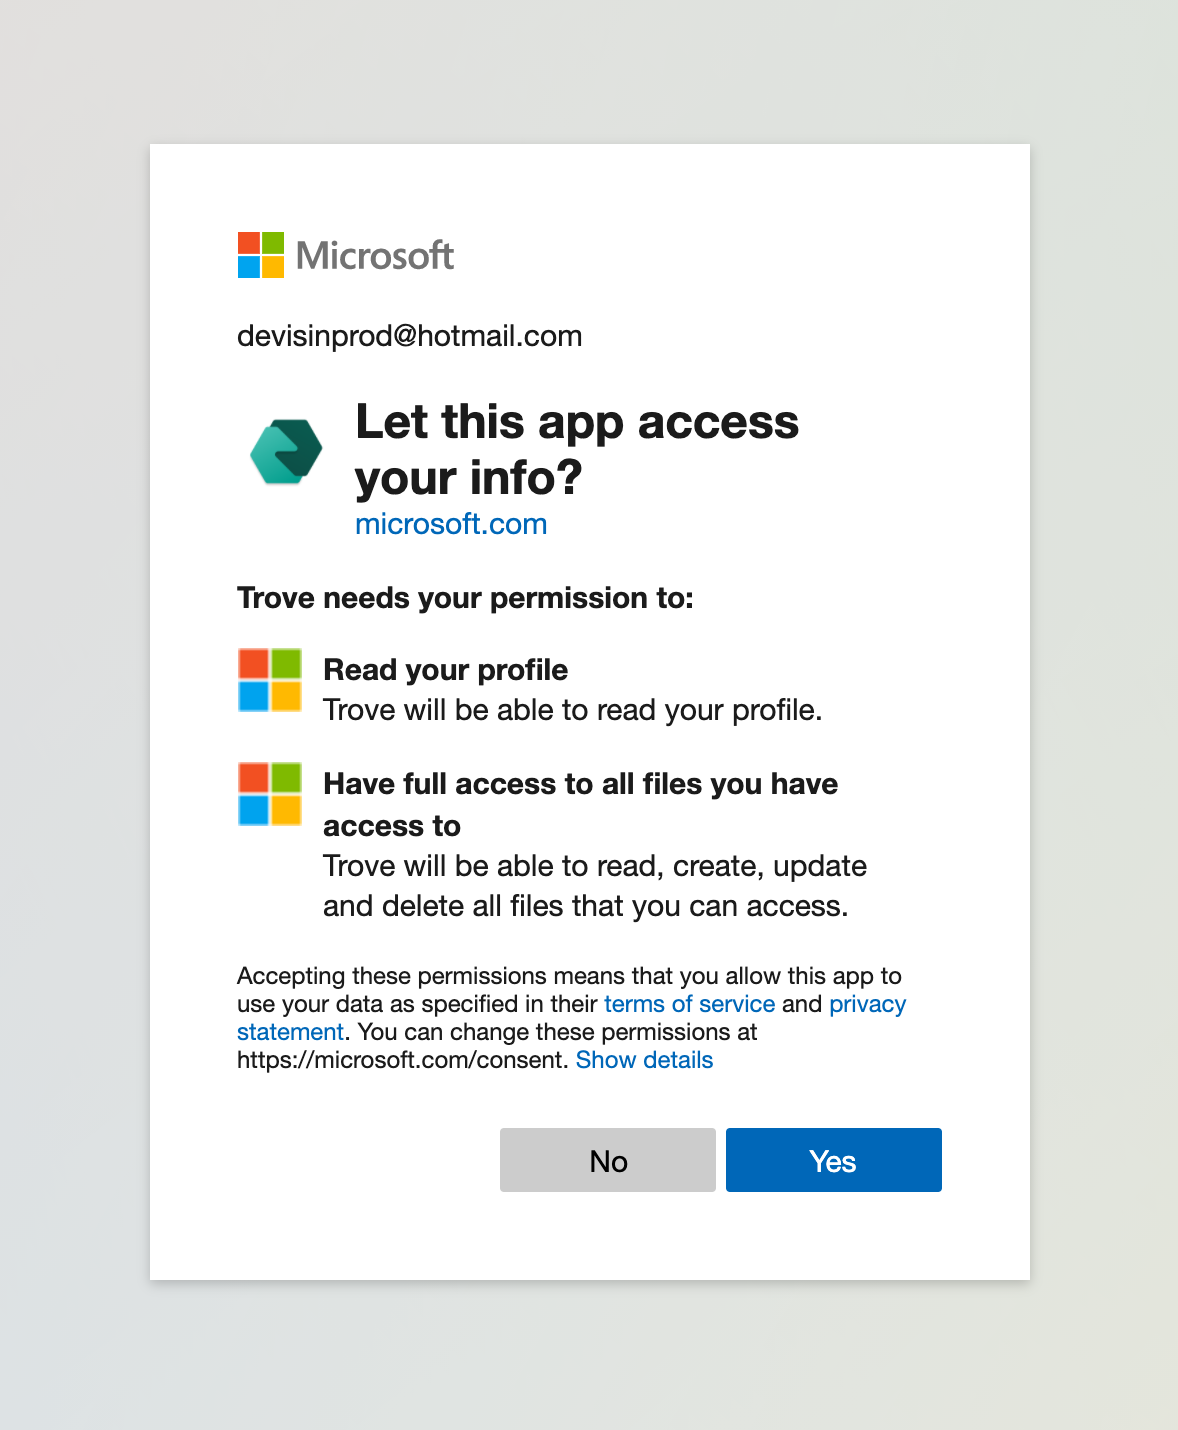 Microsoft
devisinprod@hotmail.com
Let this app access
your info?
microsoft.com
Trove needs your permission to:
Read your profile
Trove will be able to read your profile.
Have full access to all files you have
access to
Trove will be able to read, create, update
and delete all files that you can access.
Accepting these permissions means that you allow this app to
use your data as specified in their terms of service and privacy
statement. You can change these permissions at
https://microsoft.com/consent. Show details
No
Yes